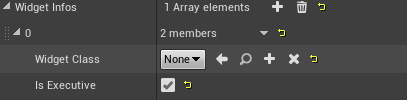 Widget Infos 1 Array elements
0 2 members
Widget Class None
Is Executive